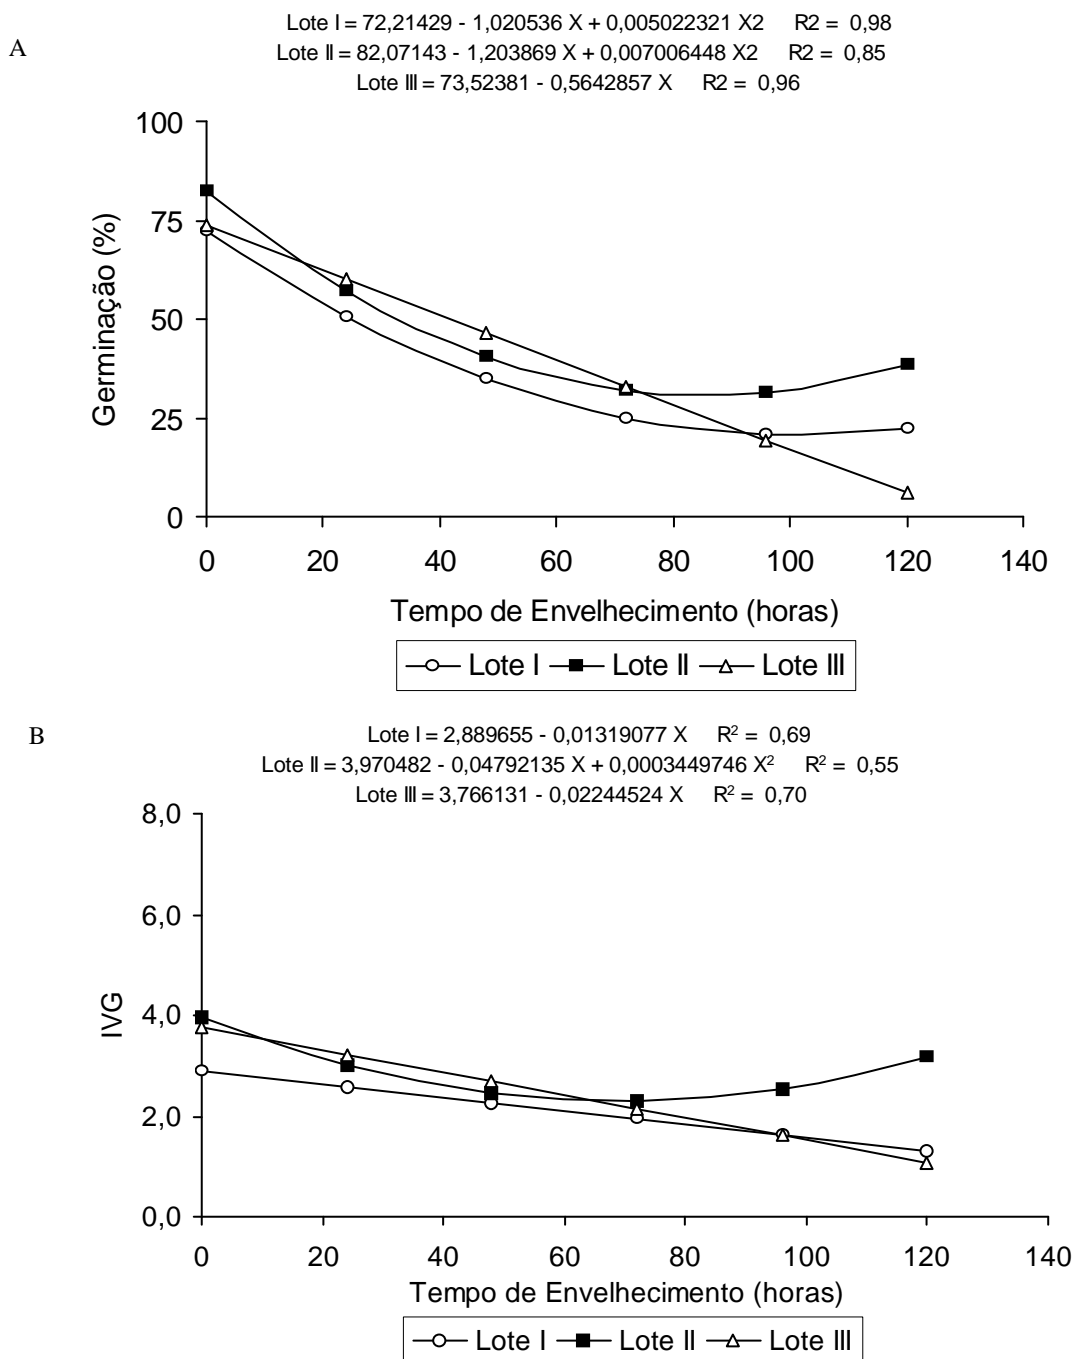 A
Lote I = 72,21429 - 1,020536 X + 0,005022321 X2 R2 = 0,98
Lote II = 82,07143 - 1,203869 X + 0,007006448 X2 R2 = 0,85
Lote III = 73,52381 - 0,5642857 X R2 = 0,96
100
75
50
25
0
Germinação (%)
0 20 40 60 80 100 120 140
Tempo de Envelhecimento (horas)
Lote I Lote II Lote III
B
Lote I = 2,889655 - 0,01319077 X R² = 0,69
Lote II = 3,970482 - 0,04792135 X + 0,0003449746 X² R² = 0,55
Lote III = 3,766131 - 0,02244524 X R² = 0,70
8,0
6,0
4,0
2,0
0,0
IVG
0 20 40 60 80 100 120 140
Tempo de Envelhecimento (horas)
Lote I Lote II Lote III